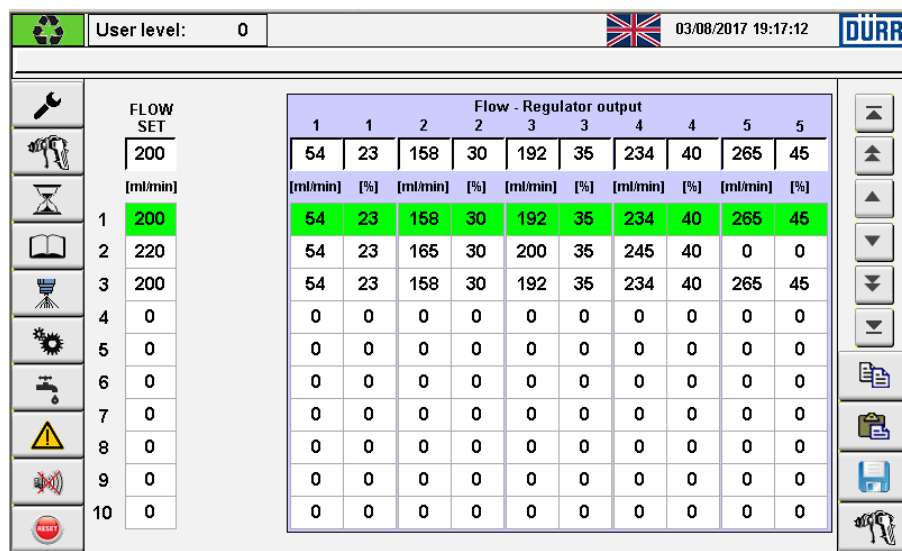 User level: 0 03/08/2017 19:17:12 DÜRR
FLOW SET
Flow - Regulator output
1 1 2 2 3 3 4 4 5 5
200 54 23 158 30 192 35 234 40 265 45
[ml/min] [ml/min] [%] [ml/min] [%] [ml/min] [%] [ml/min] [%] [ml/min] [%]
1 200 54 23 158 30 192 35 234 40 265 45
2 220 54 23 165 30 200 35 245 40 0 0
3 200 54 23 158 30 192 35 234 40 265 45
4 0 0 0 0 0 0 0 0 0 0 0
5 0 0 0 0 0 0 0 0 0 0 0
6 0 0 0 0 0 0 0 0 0 0 0
7 0 0 0 0 0 0 0 0 0 0 0
8 0 0 0 0 0 0 0 0 0 0 0
9 0 0 0 0 0 0 0 0 0 0 0
10 0 0 0 0 0 0 0 0 0 0 0
RESET